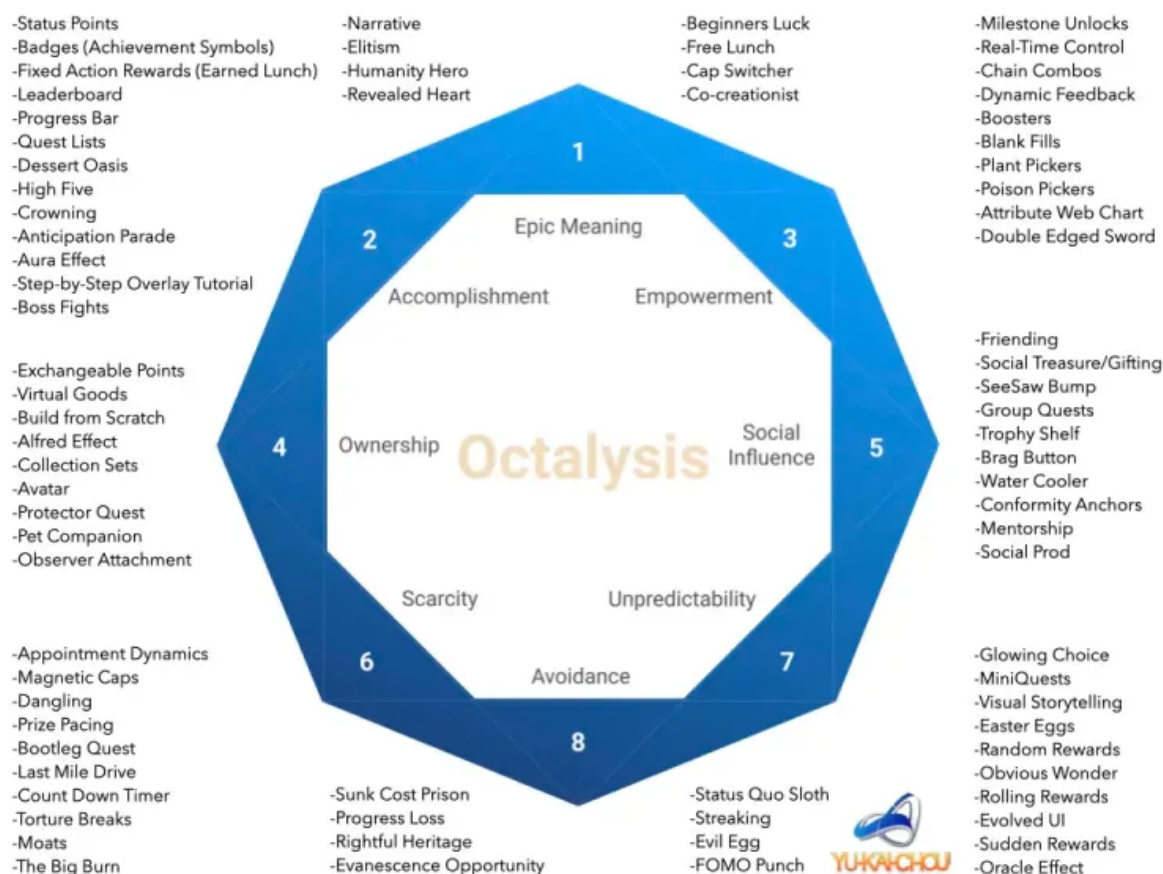 -Status Points
-Badges (Achievement Symbols)
-Fixed Action Rewards (Earned Lunch)
-Leaderboard
-Progress Bar
-Quest Lists
-Dessert Oasis
-High Five
-Crowning
-Anticipation Parade
-Aura Effect
-Step-by-Step Overlay Tutorial
-Boss Fights
-Narrative
-Elitism
-Humanity Hero
-Revealed Heart
-Beginners Luck
-Free Lunch
-Cap Switcher
-Co-creationist
-Milestone Unlocks
-Real-Time Control
-Chain Combos
-Dynamic Feedback
-Boosters
-Blank Fills
-Plant Pickers
-Poison Pickers
-Attribute Web Chart
-Double Edged Sword
1
Epic Meaning
2
Accomplishment
3
Empowerment
-Exchangeable Points
-Virtual Goods
-Build from Scratch
-Alfred Effect
-Collection Sets
-Avatar
-Protector Quest
-Pet Companion
-Observer Attachment
4
Ownership
Octalysis
Social
Influence
5
-Friending
-Social Treasure/Gifting
-SeeSaw Bump
-Group Quests
-Trophy Shelf
-Brag Button
-Water Cooler
-Conformity Anchors
-Mentorship
-Social Prod
Scarcity
6
Unpredictability
7
Avoidance
8
-Appointment Dynamics
-Magnetic Caps
-Dangling
-Prize Pacing
-Bootleg Quest
-Last Mile Drive
-Count Down Timer
-Torture Breaks
-Moats
-The Big Burn
-Sunk Cost Prison
-Progress Loss
-Rightful Heritage
-Evanescence Opportunity
-Status Quo Sloth
-Streaking
-Evil Egg
-FOMO Punch
YU-KAI-CHOU
-Glowing Choice
-MiniQuests
-Visual Storytelling
-Easter Eggs
-Random Rewards
-Obvious Wonder
-Rolling Rewards
-Evolved UI
-Sudden Rewards
-Oracle Effect